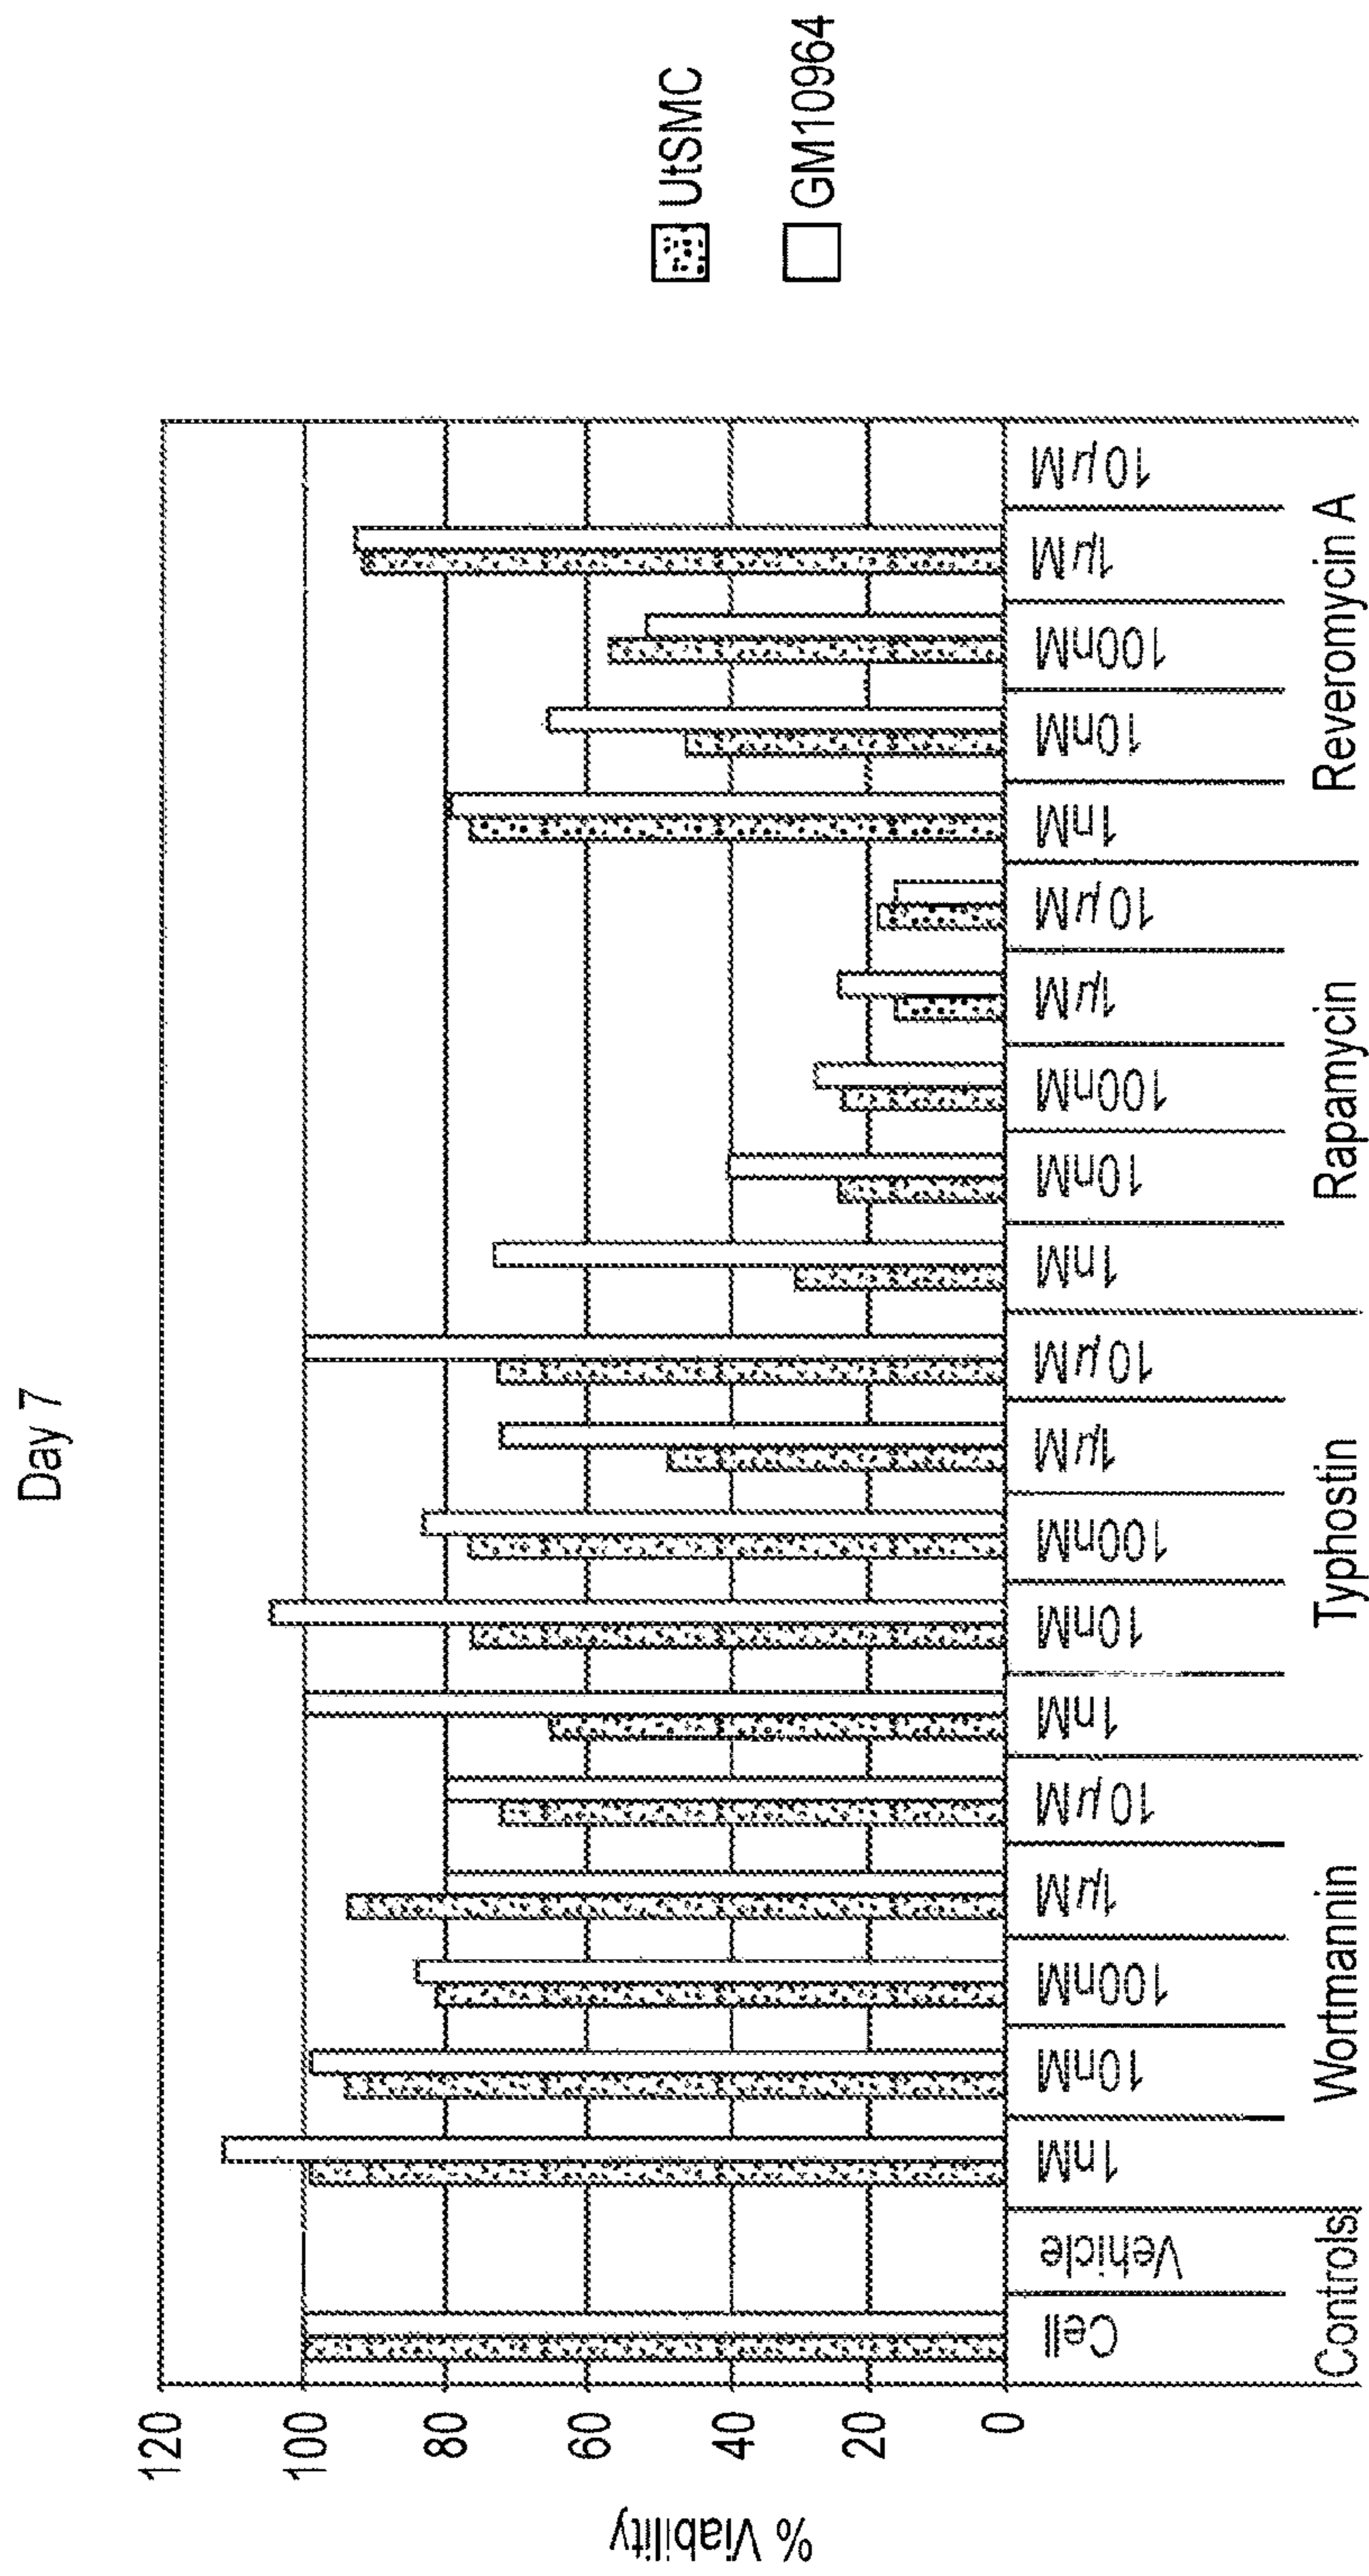 Day 7
UtSMC
GM10964
% Viability
120
100
80
60
40
20
0
Cell
Vehicle
1nM
10nM
100nM
1µM
10µM
1nM
10nM
100nM
1µM
10µM
1nM
10nM
100nM
1µM
10µM
1nM
10nM
100nM
1µM
10µM
Controls
Wortmannin
Typhostin
Rapamycin
Reveromycin A